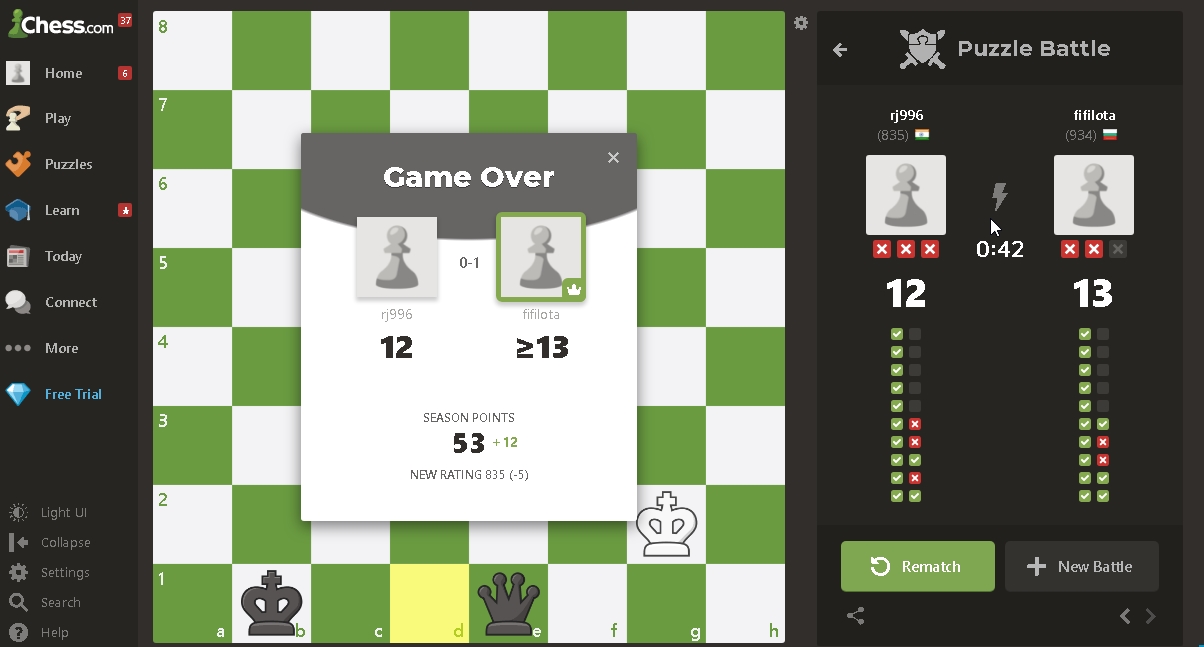 Chess.com 37
Home 6
Play
Puzzles
Learn
Today
Connect
More
Free Trial
Light UI
Collapse
Settings
Search
Help
8
7
6
5
4
3
2
1
a b c d e f g h
Game Over
0-1
rj996 fifilota
12 ≥13
SEASON POINTS
53 +12
NEW RATING 835 (-5)
Puzzle Battle
rj996 fifilota
(835) (934)
0:42
12 13
Rematch New Battle